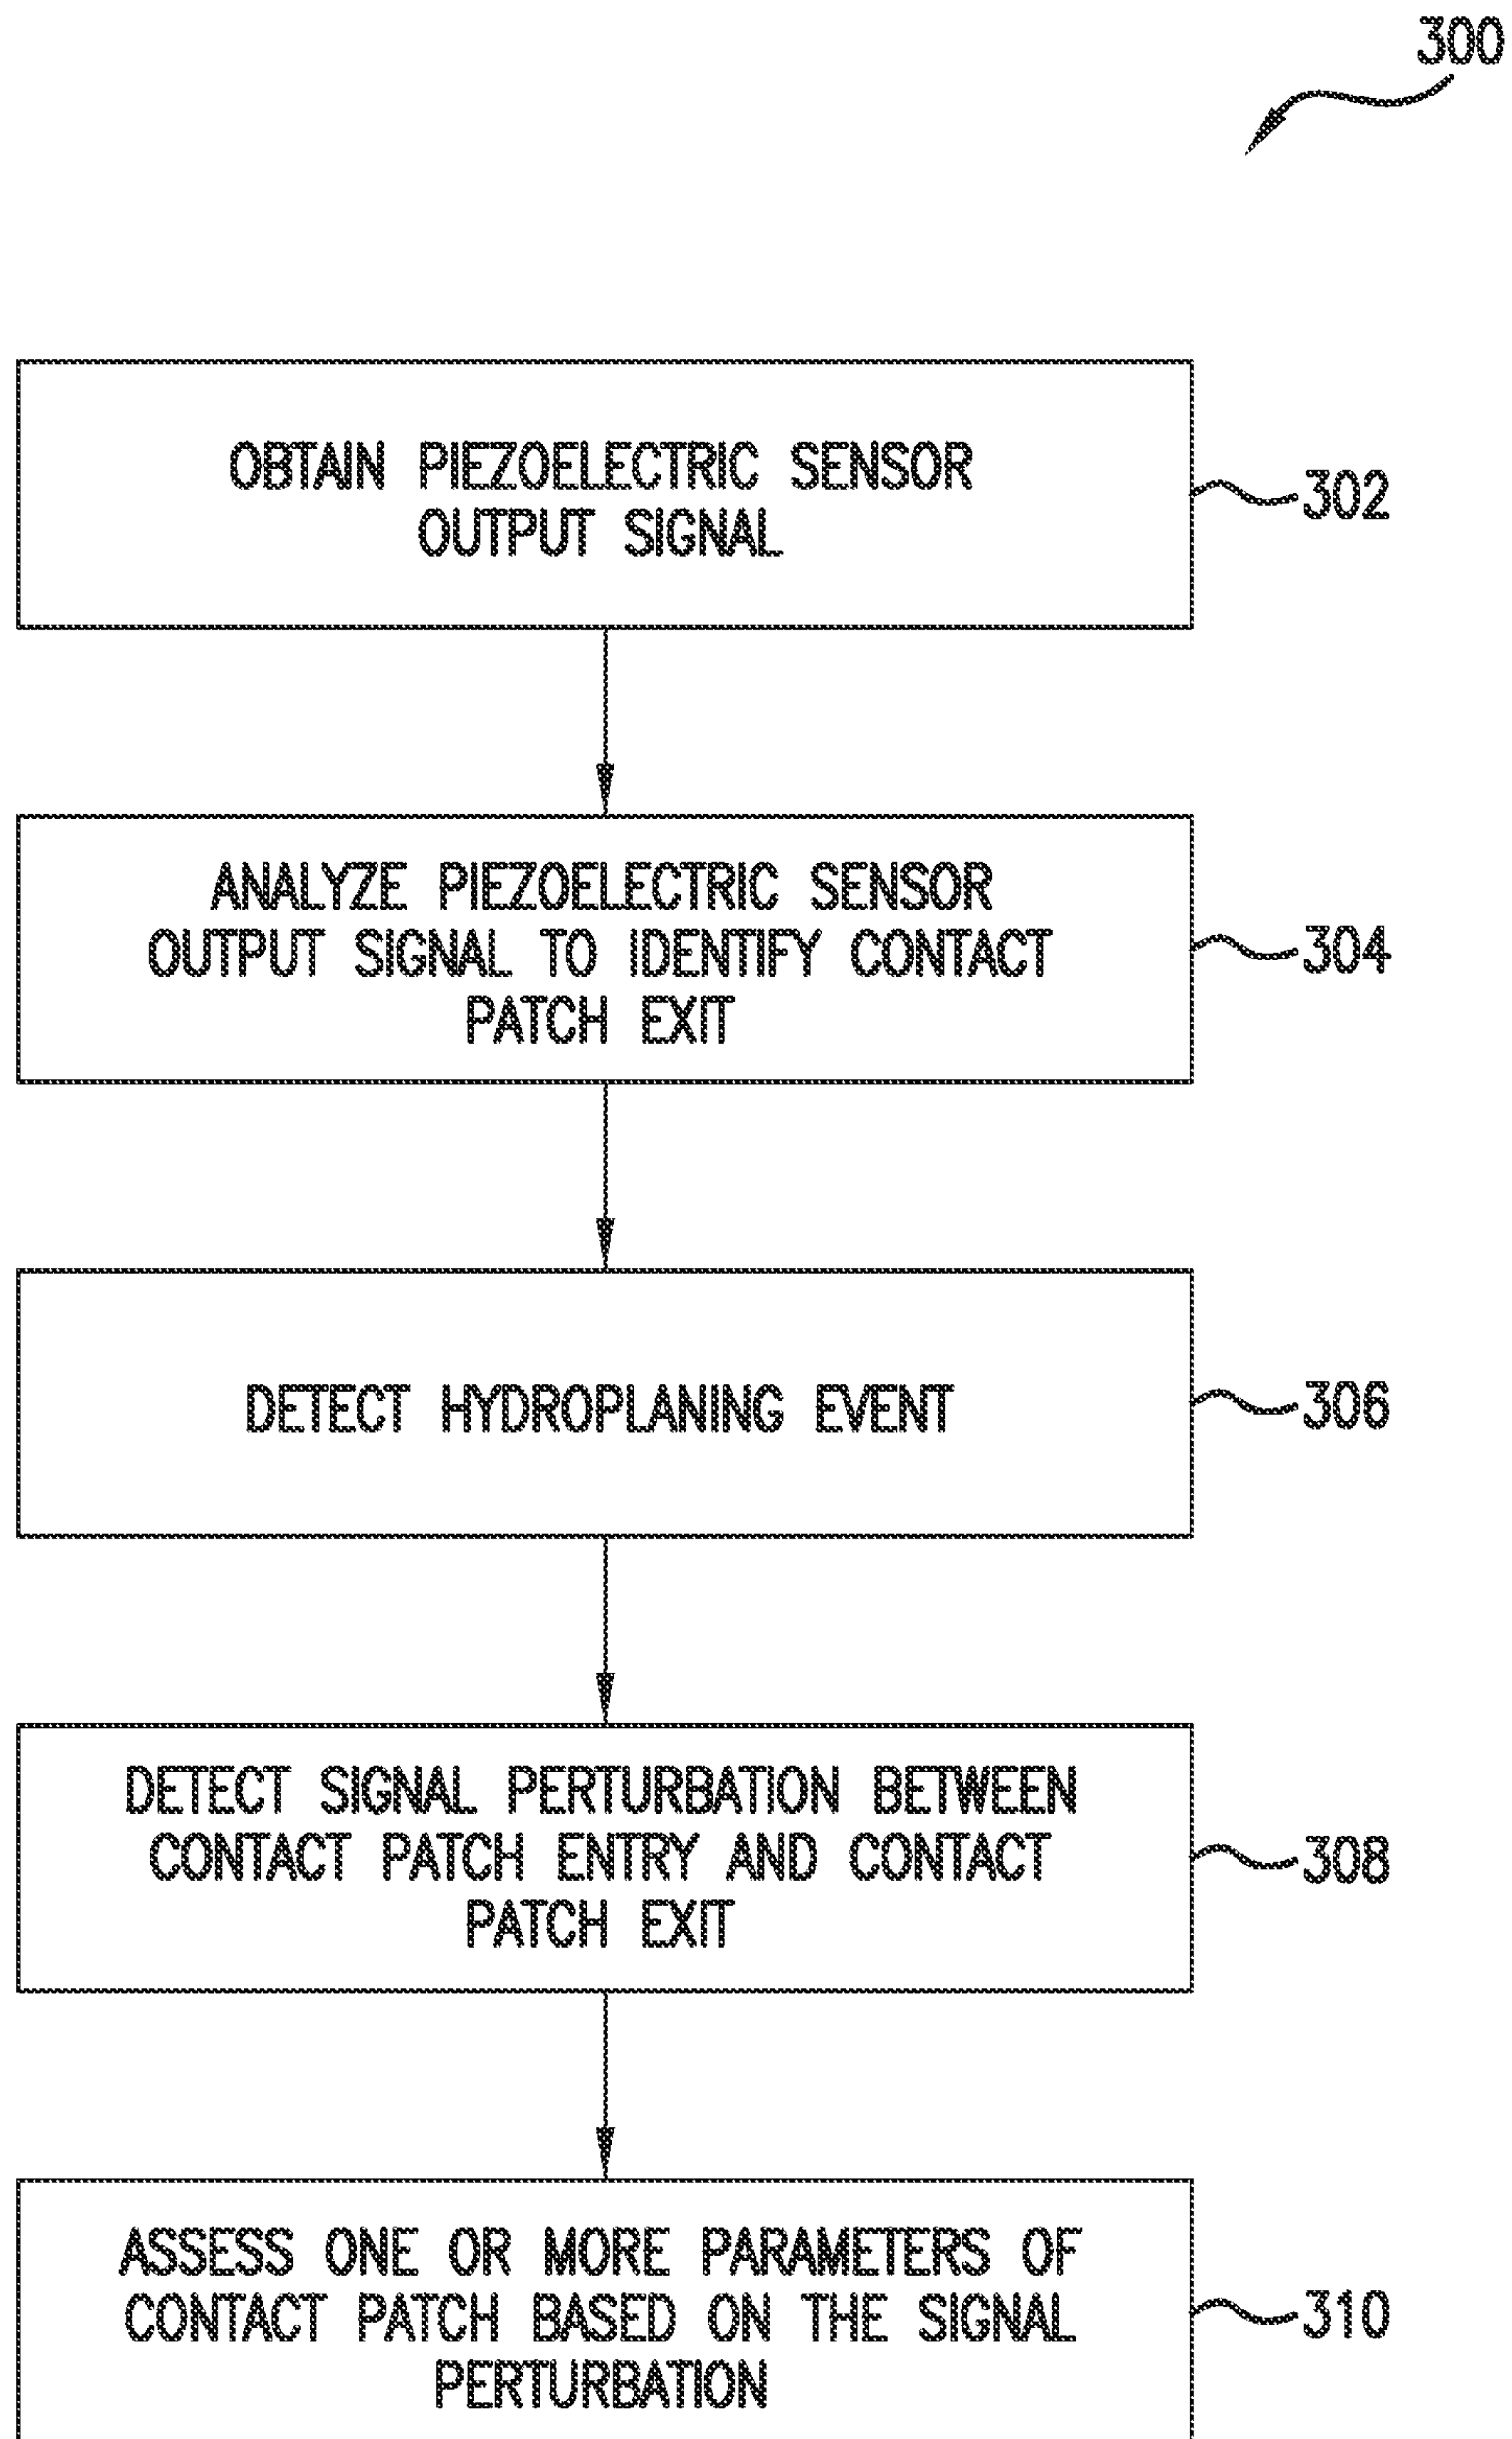 300
OBTAIN PIEZOELECTRIC SENSOR
OUTPUT SIGNAL
302
ANALYZE PIEZOELECTRIC SENSOR
OUTPUT SIGNAL TO IDENTIFY CONTACT
PATCH EXIT
304
DETECT HYDROPLANING EVENT
306
DETECT SIGNAL PERTURBATION BETWEEN
CONTACT PATCH ENTRY AND CONTACT
PATCH EXIT
308
ASSESS ONE OR MORE PARAMETERS OF
CONTACT PATCH BASED ON THE SIGNAL
PERTURBATION
310